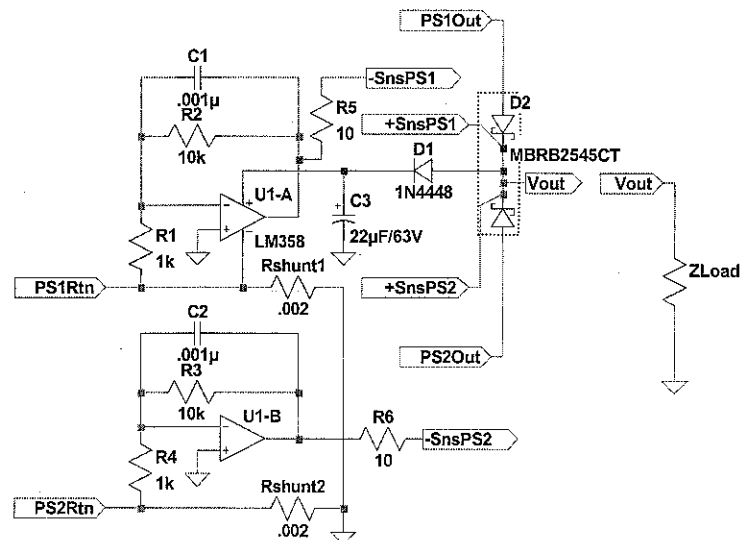 PS1Out
C1
.001µ
-SnsPS1
R2
10k
R5
10
D2
+SnsPS1
D1
MBRB2545CT
1N4448
Vout
Vout
U1-A
C3
LM358
22µF/63V
R1
1k
Rshunt1
.002
PS1Rtn
+SnsPS2
ZLoad
C2
.001µ
PS2Out
R3
10k
U1-B
R6
10
-SnsPS2
R4
1k
Rshunt2
.002
PS2Rtn